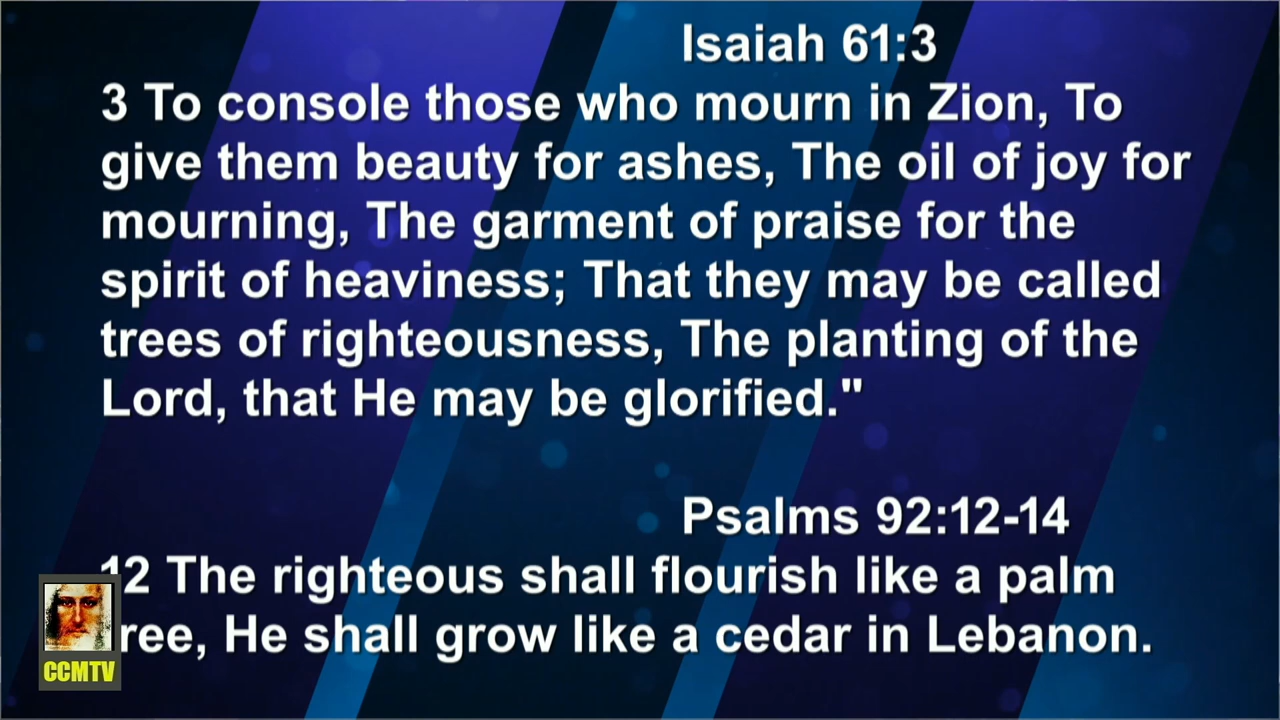 Isaiah 61:3
3 To console those who mourn in Zion, To
give them beauty for ashes, The oil of joy for
mourning, The garment of praise for the
spirit of heaviness; That they may be called
trees of righteousness, The planting of the
Lord, that He may be glorified."
Psalms 92:12-14
12 The righteous shall flourish like a palm
ree, He shall grow like a cedar in Lebanon.
CCMTV